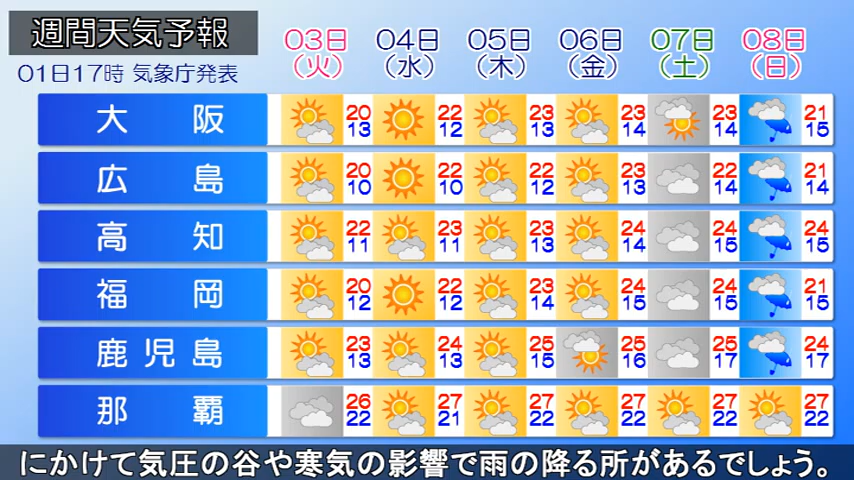 週間天気予報
01日17時 気象庁発表
03日 04日 05日 06日 07日 08日
(火) (水) (木) (金) (土) (日)
大阪 20 13 22 12 23 13 23 14 23 14 21 15
広島 20 10 22 10 22 12 23 13 22 14 21 14
高知 22 11 23 11 23 13 24 14 24 15 24 15
福岡 20 12 22 12 23 14 24 15 24 15 21 15
鹿児島 23 13 24 13 25 15 25 16 25 17 24 17
那覇 26 22 27 21 27 22 27 22 27 22 27 22
にかけて気圧の谷や寒気の影響で雨の降る所があるでしょう。